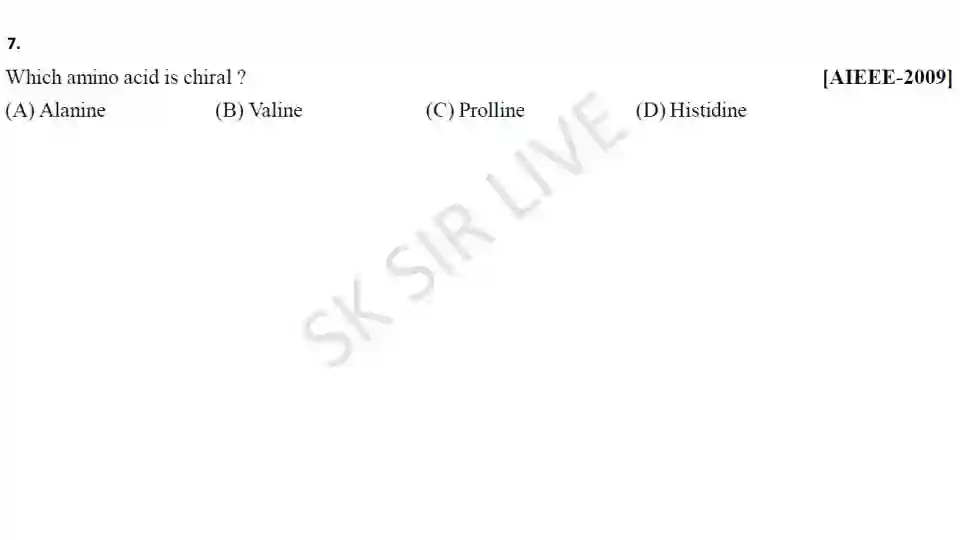 7.
Which amino acid is chiral ? [AIEEE-2009]
(A) Alanine (B) Valine (C) Prolline (D) Histidine
SK SIR LIVE